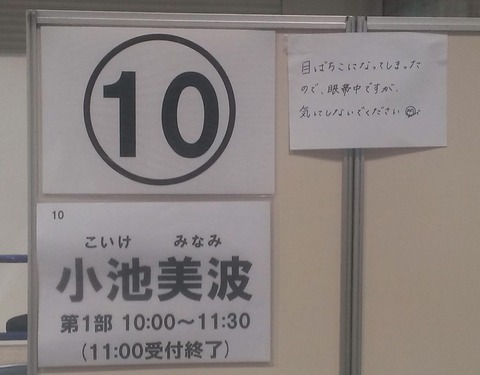 ⑩
目ばちこになってしまった
ので、眼帯中ですが、
気にしないでください
10
こいけ みなみ
小池美波
第1部 10:00～11:30
(11:00受付終了)